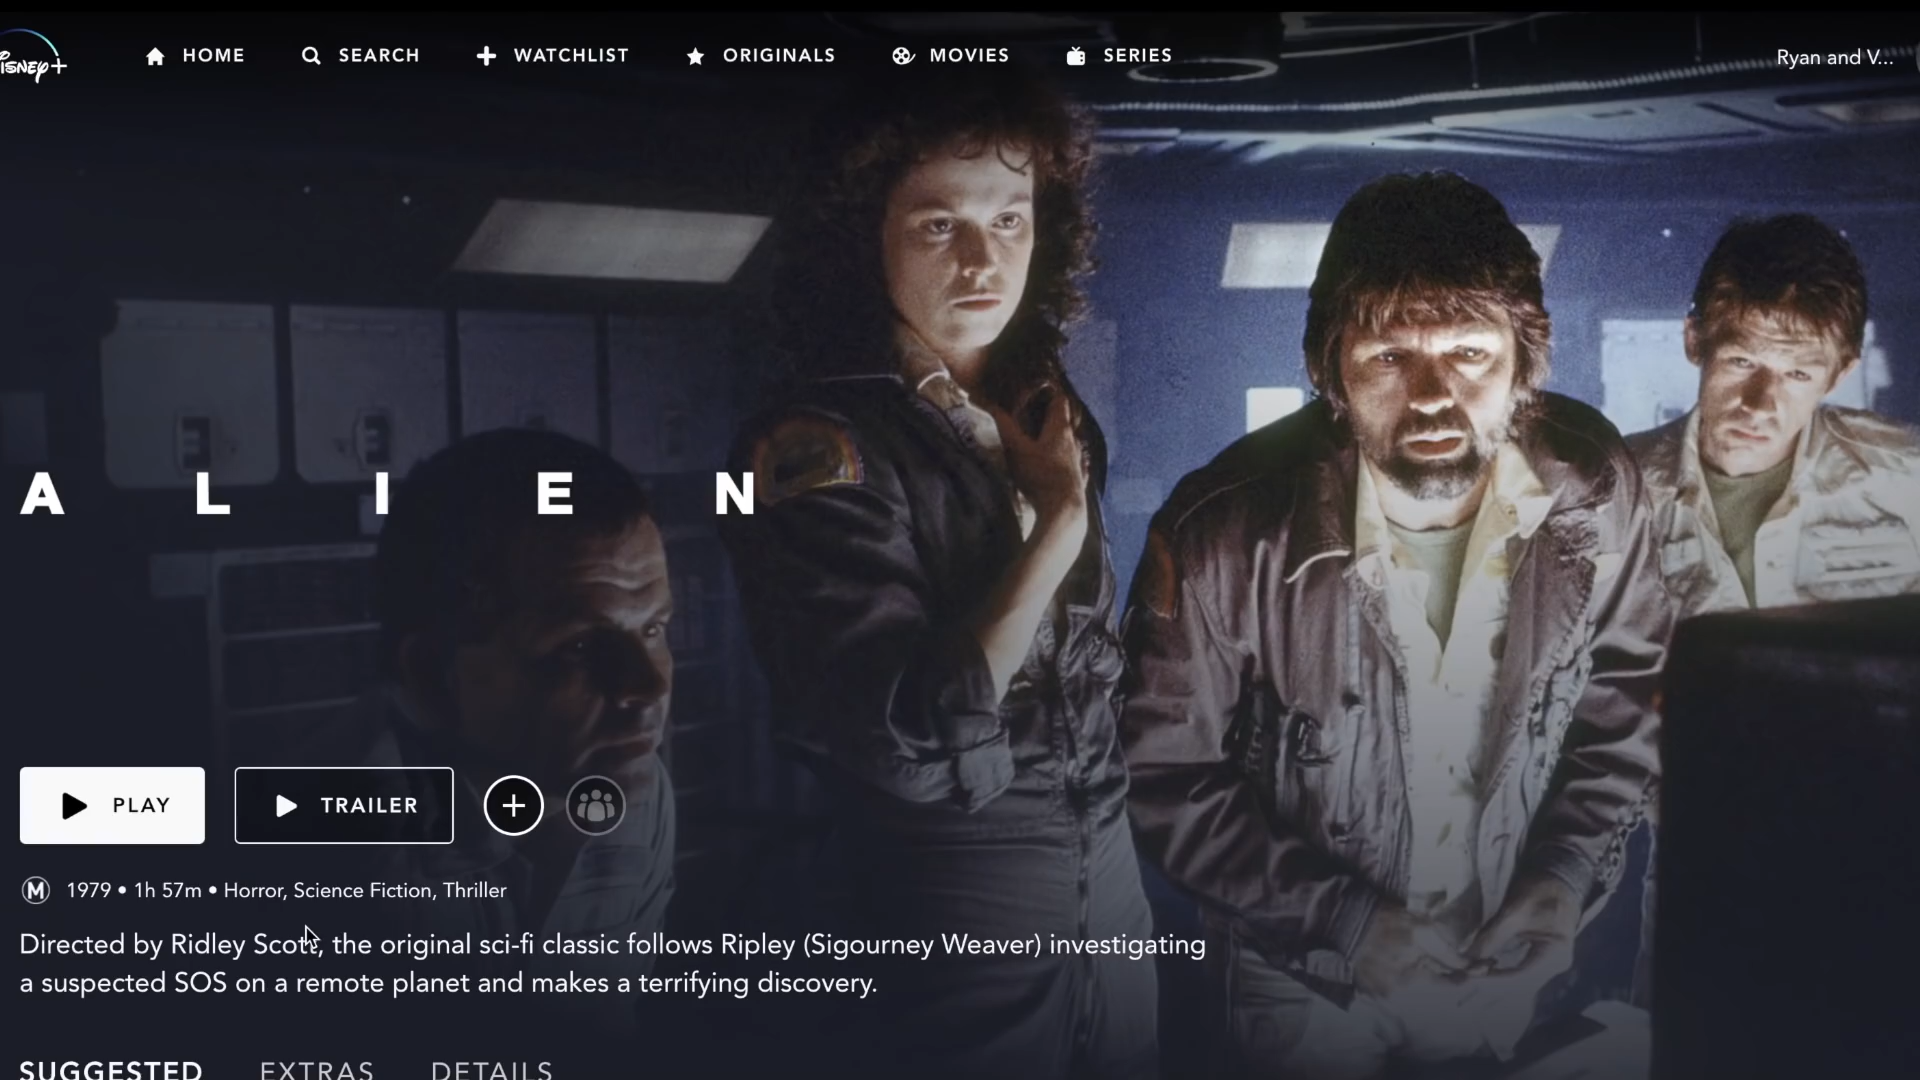 Disney+
HOME
SEARCH
WATCHLIST
ORIGINALS
MOVIES
SERIES
Ryan and V...
A L I E N
PLAY
TRAILER
M 1979 • 1h 57m • Horror, Science Fiction, Thriller
Directed by Ridley Scott, the original sci-fi classic follows Ripley (Sigourney Weaver) investigating
a suspected SOS on a remote planet and makes a terrifying discovery.
SUGGESTED
EXTRAS
DETAILS